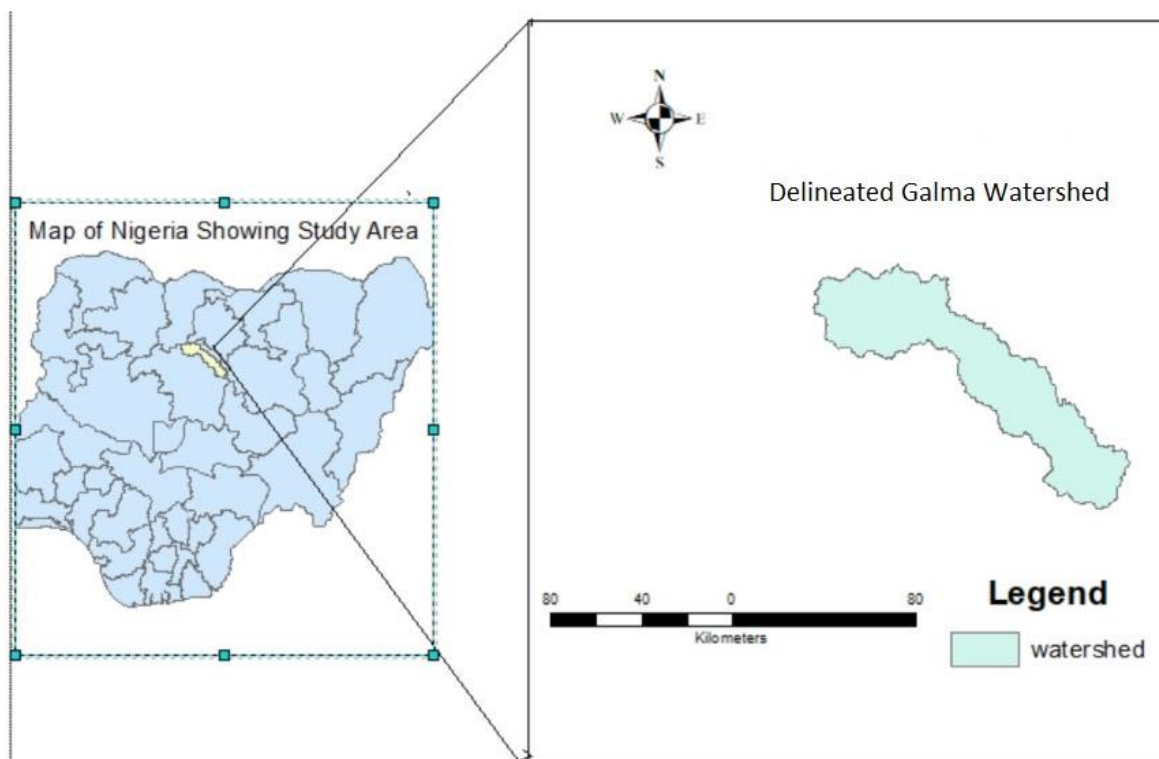 Map of Nigeria Showing Study Area
N
W E
S
Delineated Galma Watershed
80 40 0 80
Kilometers
Legend
watershed